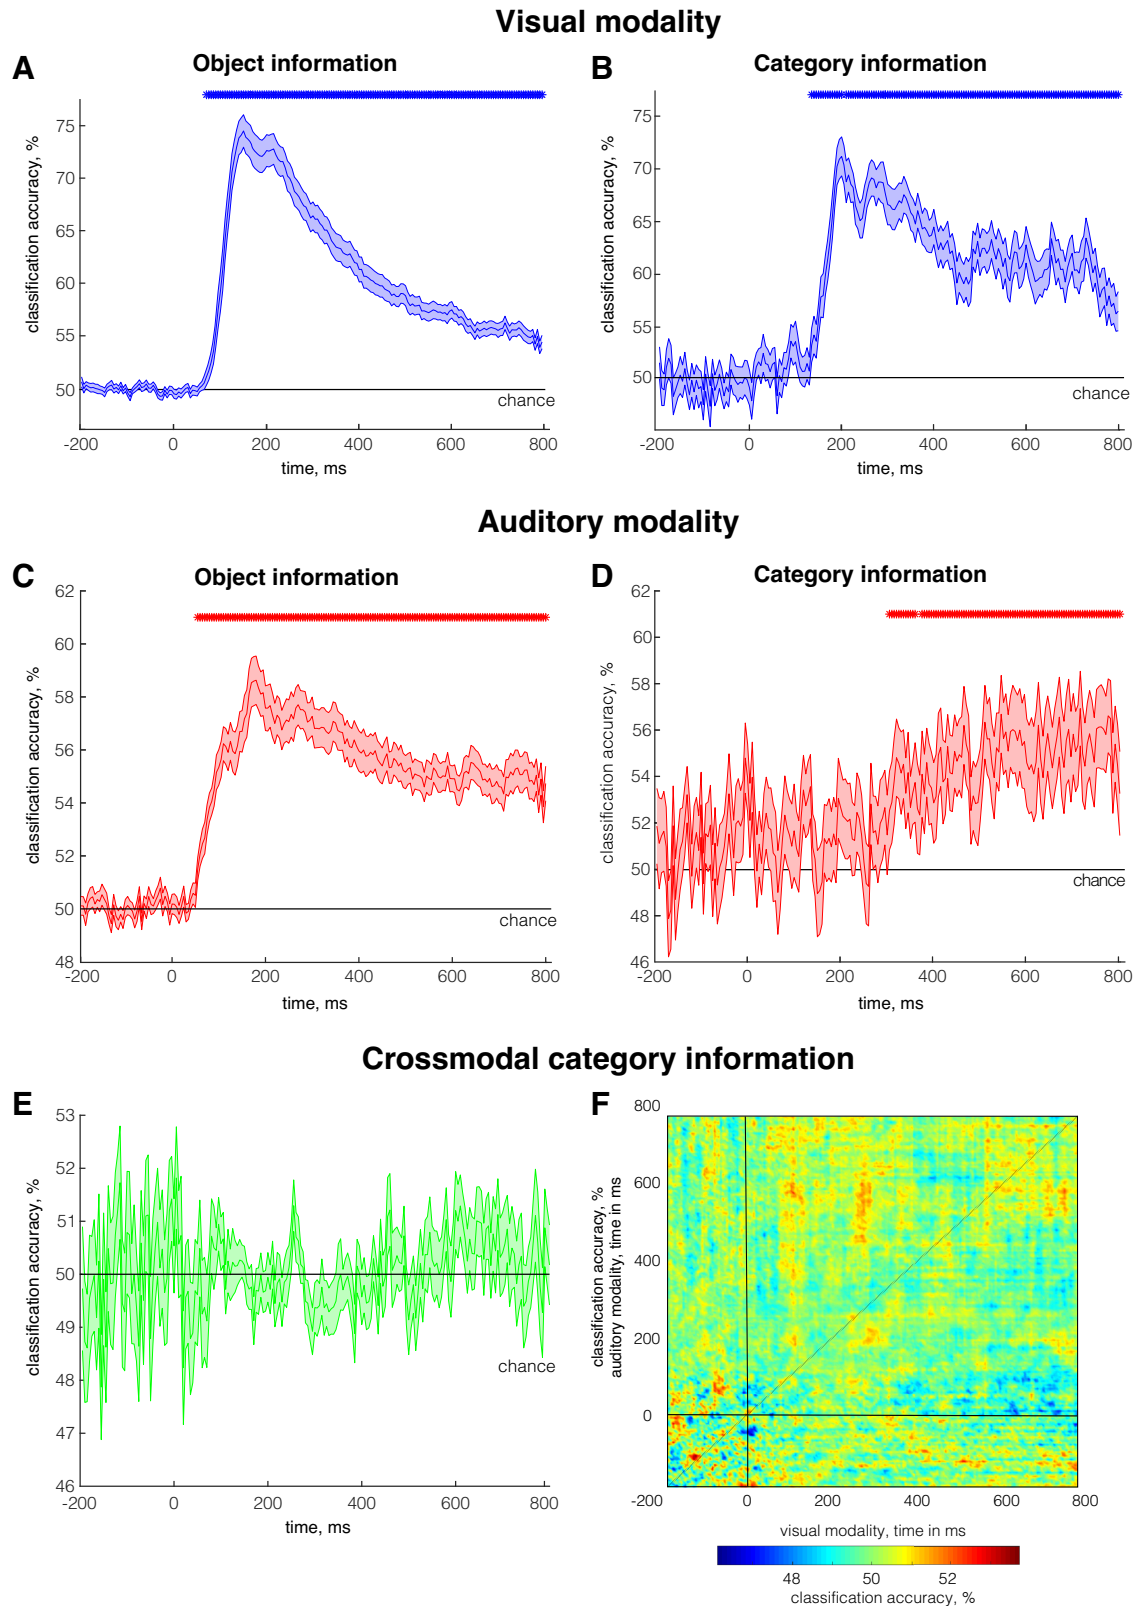 Visual modality
A
Object information
classification accuracy, %
75
70
65
60
55
50
chance
-200
0
200
400
600
800
time, ms
B
Category information
classification accuracy, %
75
70
65
60
55
50
chance
-200
0
200
400
600
800
time, ms
Auditory modality
C
Object information
classification accuracy, %
62
60
58
56
54
52
50
48
chance
-200
0
200
400
600
800
time, ms
D
Category information
classification accuracy, %
62
60
58
56
54
52
50
48
46
chance
-200
0
200
400
600
800
time, ms
Crossmodal category information
E
classification accuracy, %
53
52
51
50
49
48
47
46
chance
-200
0
200
400
600
800
time, ms
F
classification accuracy, %
auditory modality, time in ms
800
600
400
200
0
-200
0
200
400
600
800
visual modality, time in ms
48
50
52
classification accuracy, %